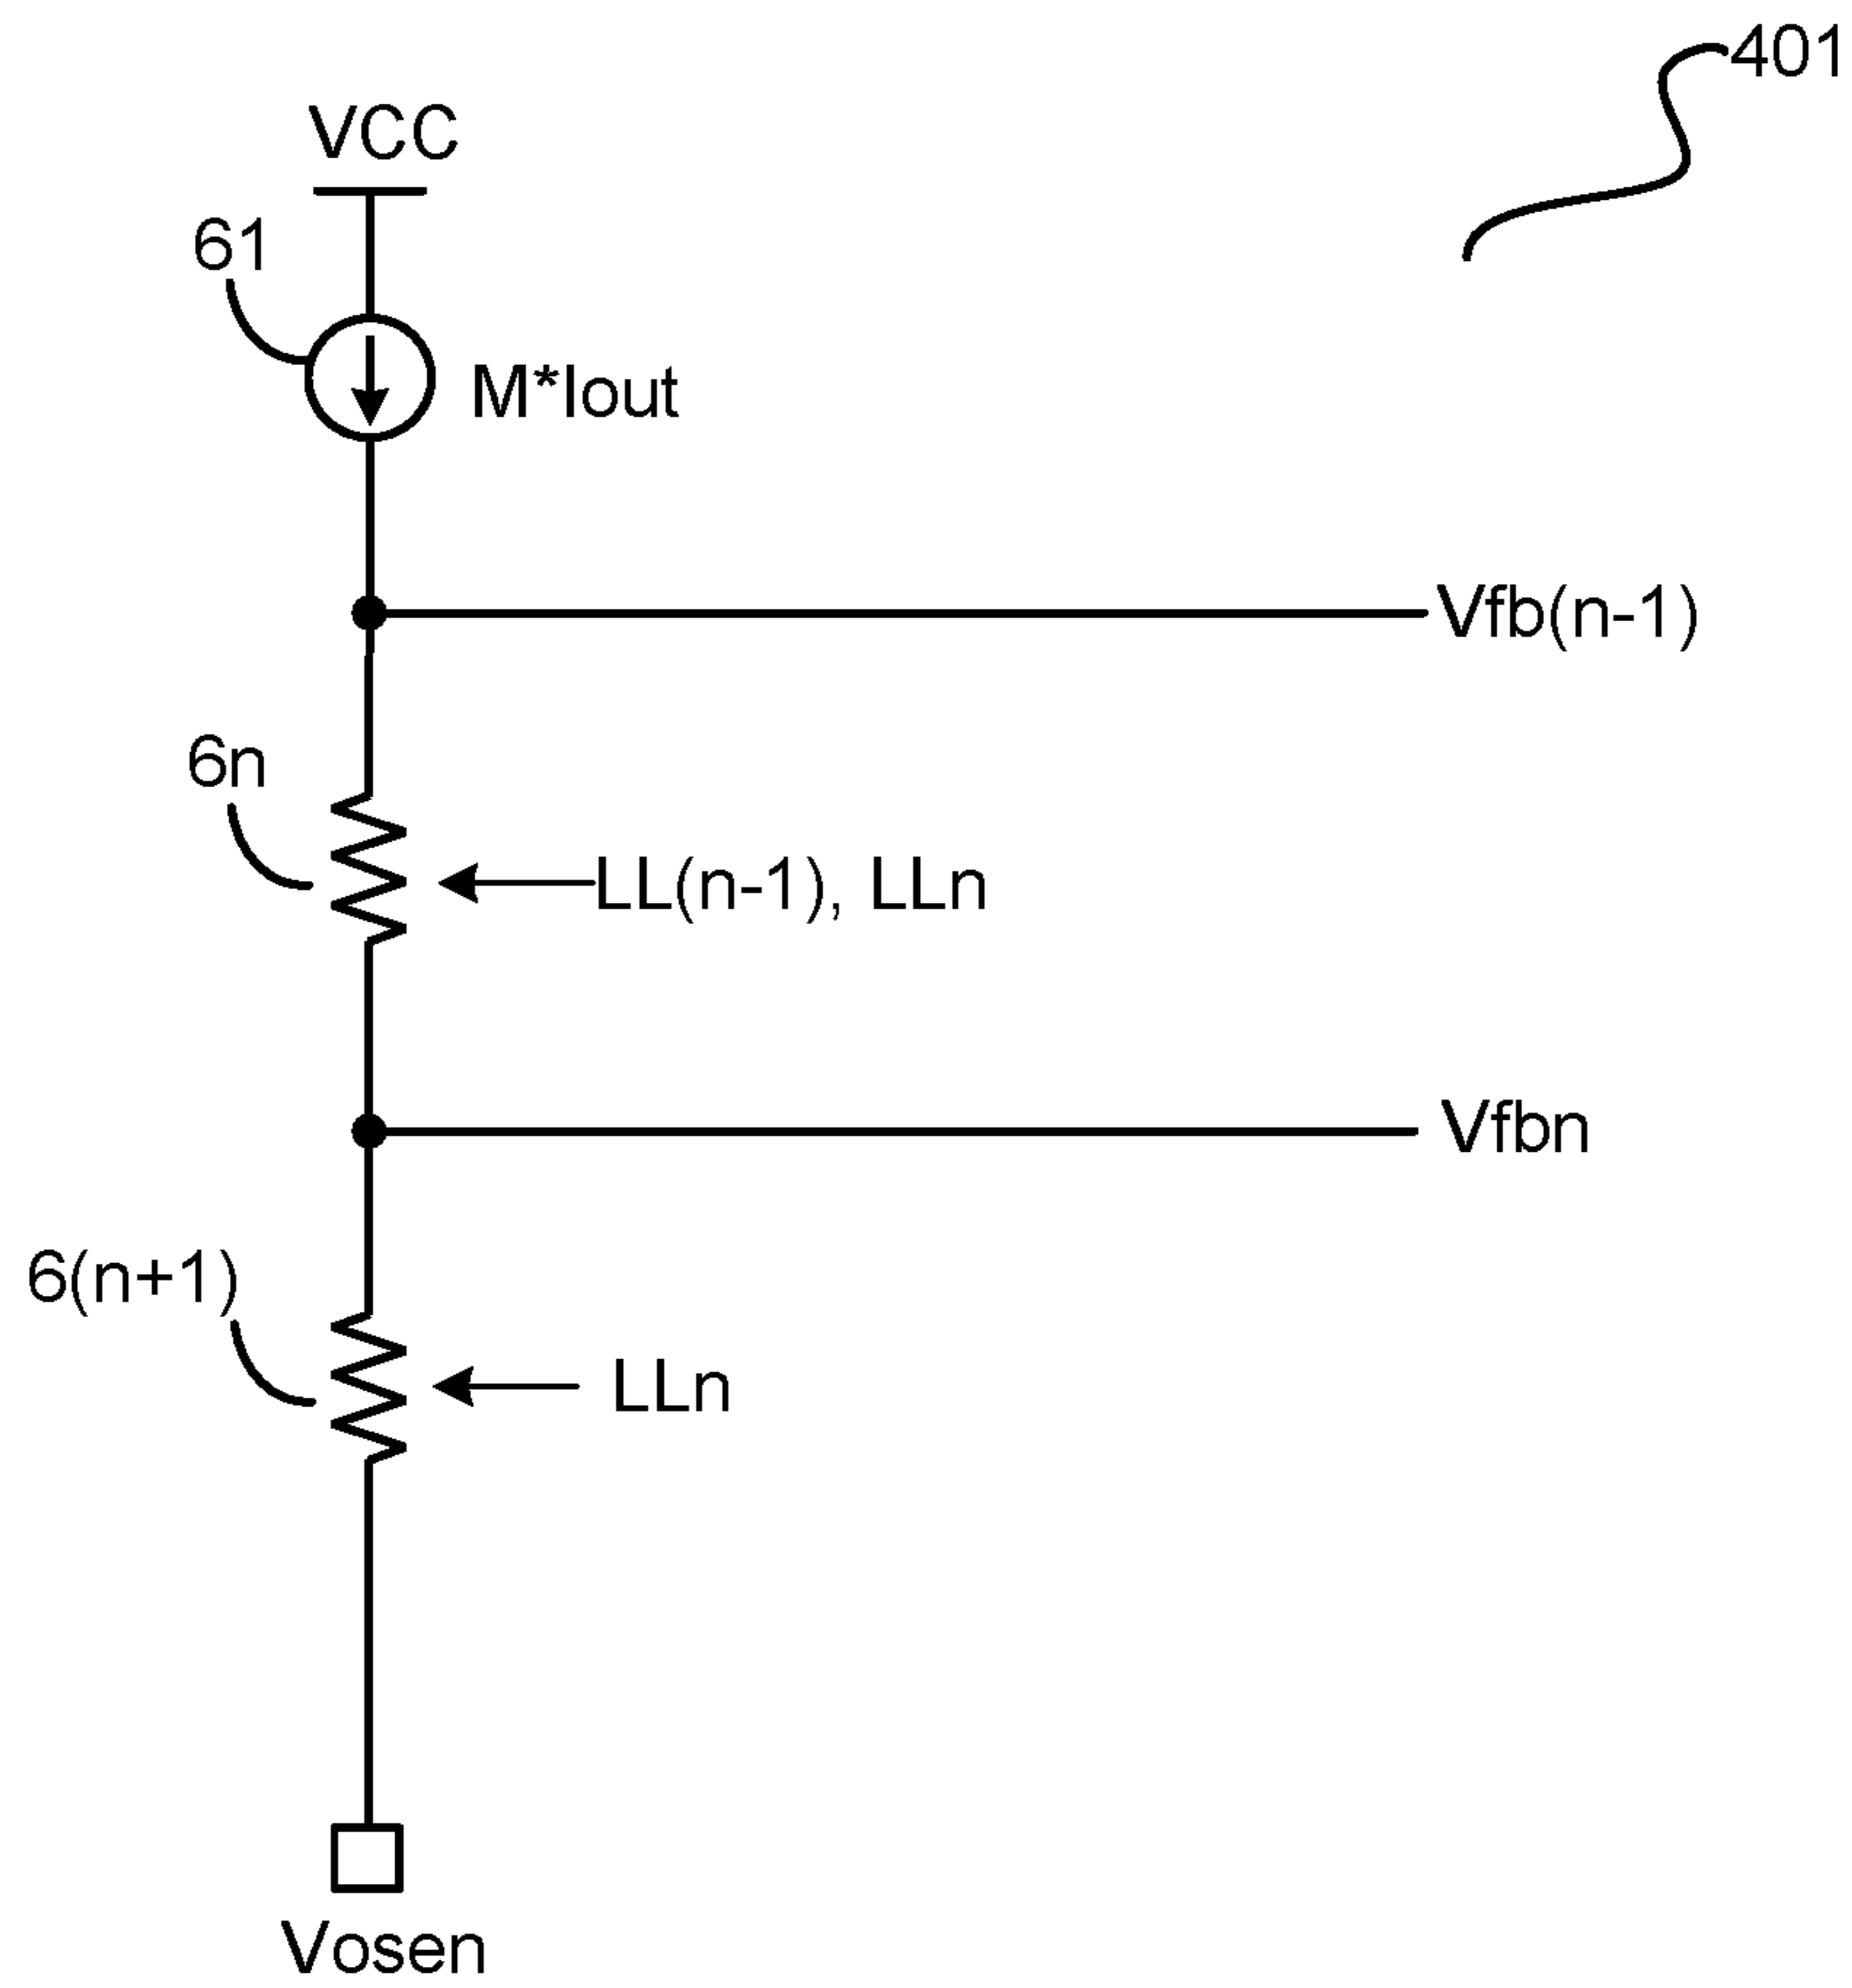 401
VCC
61
M*Iout
Vfb(n-1)
6n
LL(n-1), LLn
Vfbn
6(n+1)
LLn
Vosen